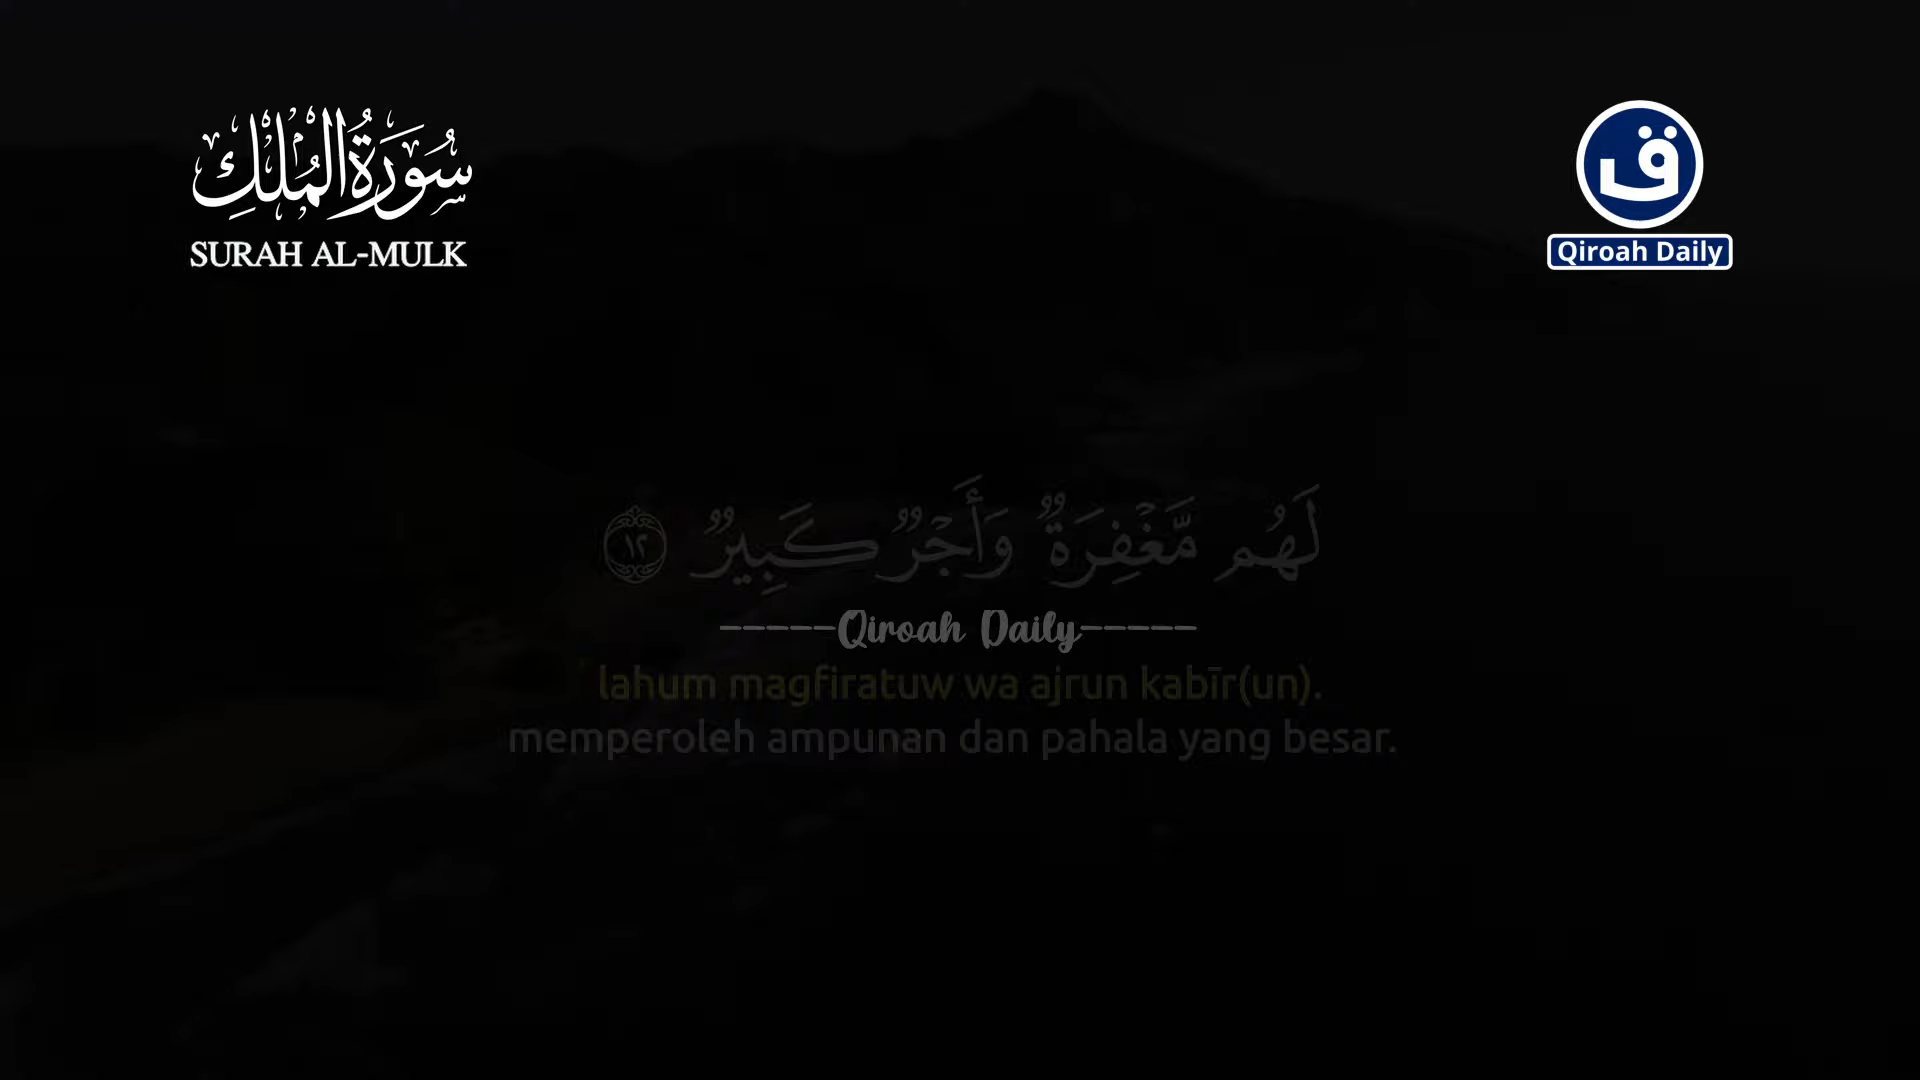 سُورَةُ الْمُلْكِ
SURAH AL-MULK
ق
Qiroah Daily
لَهُم مَّغْفِرَةٌ وَأَجْرٌ كَبِيرٌ ١٢
-----Qiroah Daily-----
lahum magfiratuw wa ajrun kabīr(un).
memperoleh ampunan dan pahala yang besar.